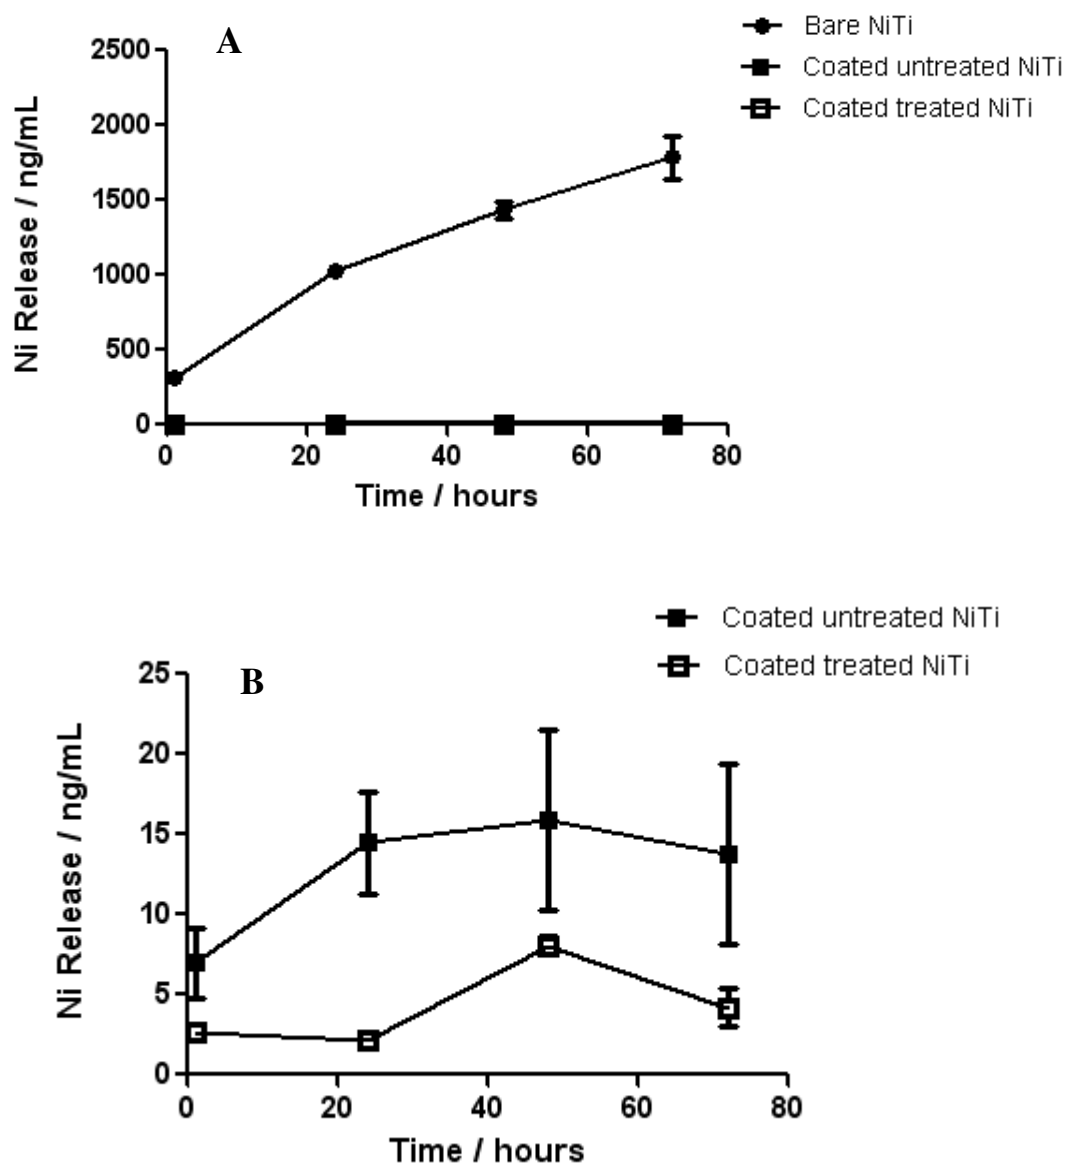 A
Bare NiTi
Coated untreated NiTi
Coated treated NiTi
2500
2000
1500
1000
500
0
Ni Release / ng/mL
0 20 40 60 80
Time / hours
Coated untreated NiTi
Coated treated NiTi
B
25
20
15
10
5
0
Ni Release / ng/mL
0 20 40 60 80
Time / hours